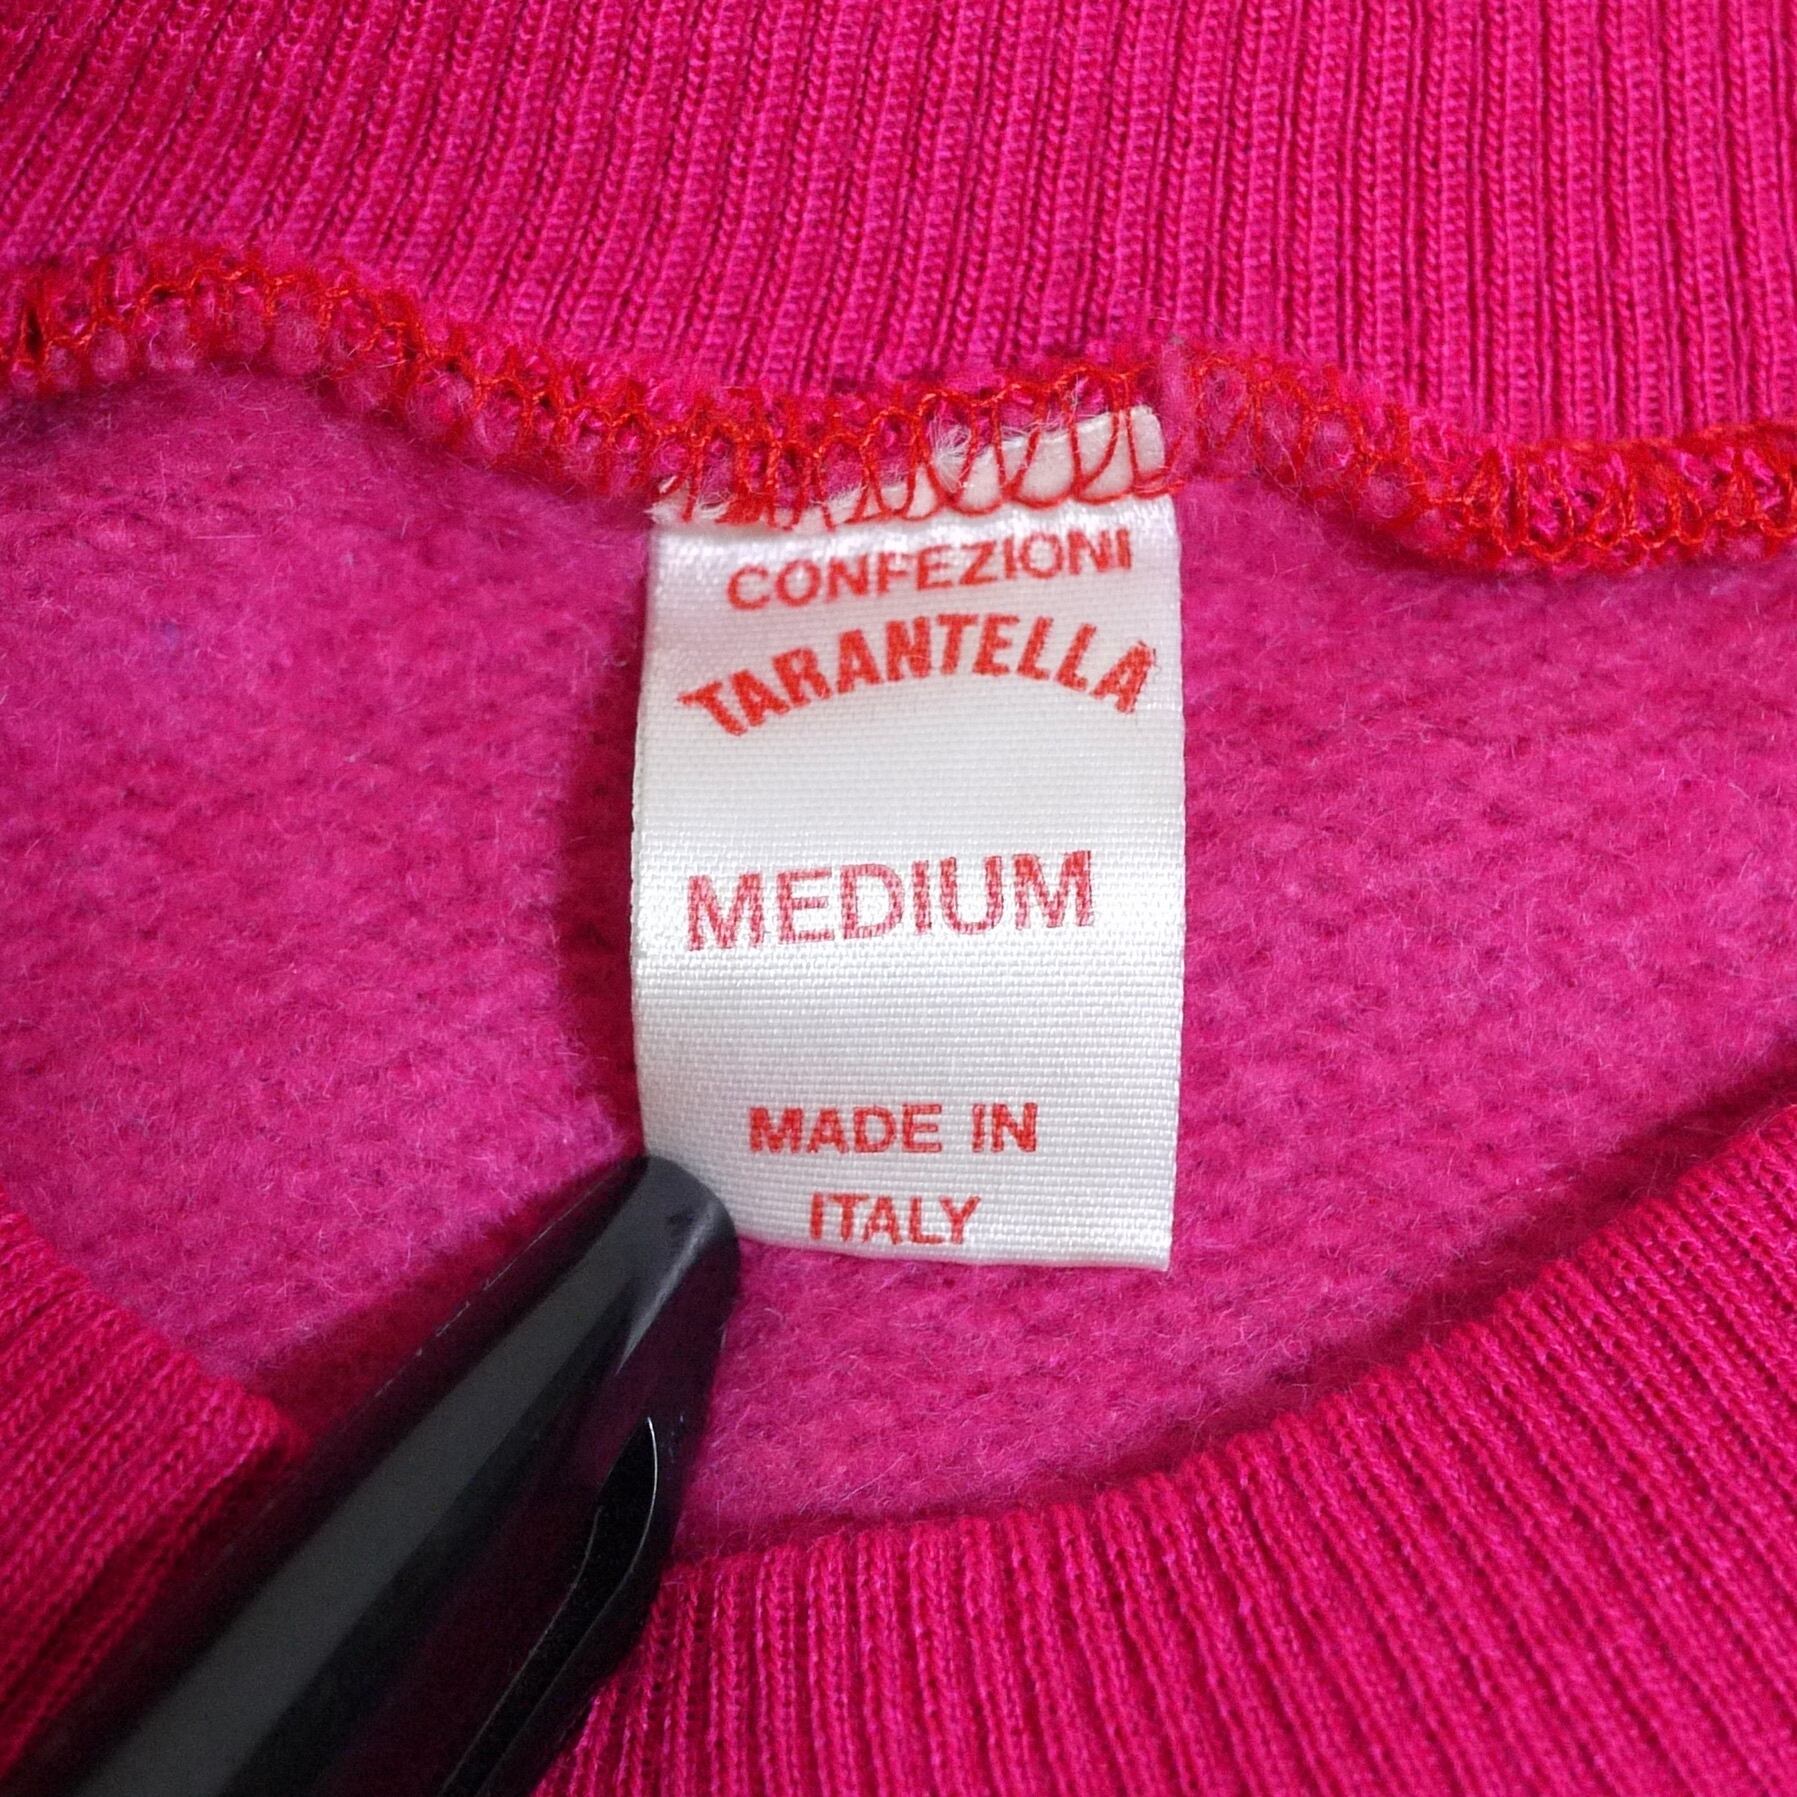 CONFEZIONI
TARANTELLA
MEDIUM
MADE IN
ITALY